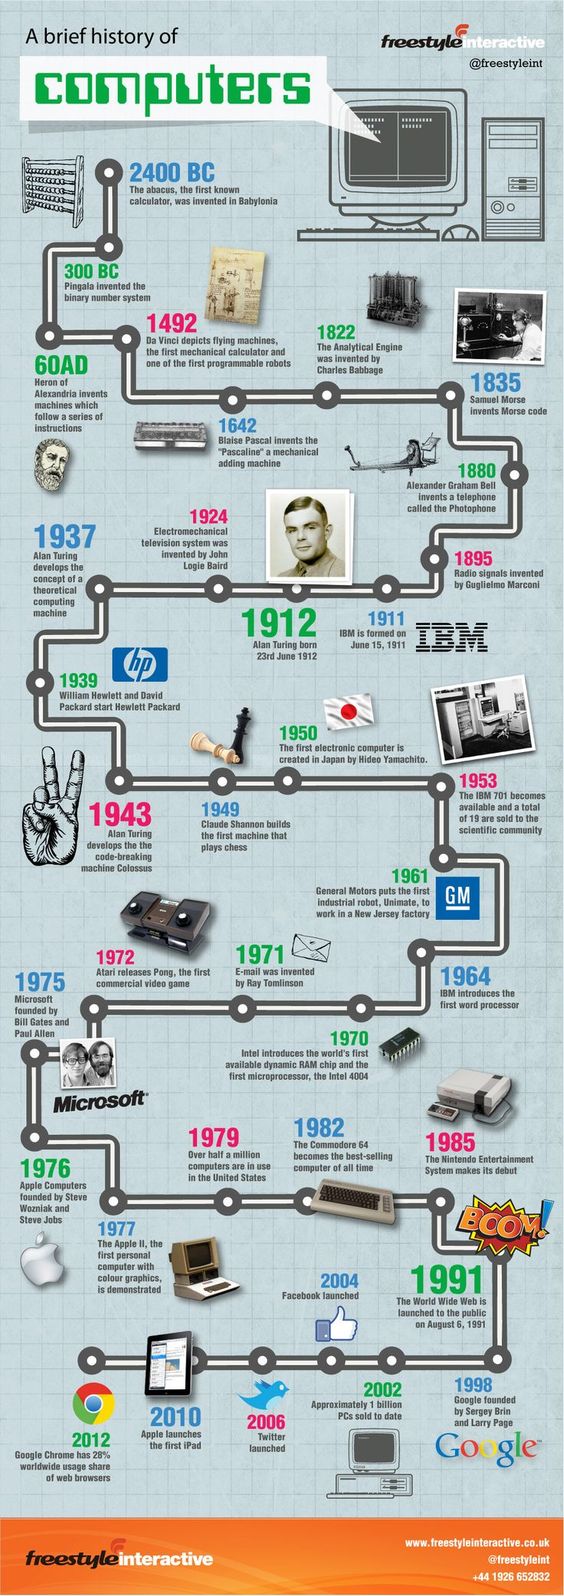 A brief history of
computers
freestyleinteractive
@freestyleint
2400 BC
The abacus, the first known
calculator, was invented in Babylonia
300 BC
Pingala invented the
binary number system
60AD
Heron of
Alexandria invents
machines which
follow a series of
instructions
1492
Da Vinci depicts flying machines,
the first mechanical calculator and
one of the first programmable robots
1642
Blaise Pascal invents the
"Pascaline" a mechanical
adding machine
1822
The Analytical Engine
was invented by
Charles Babbage
1835
Samuel Morse
invents Morse code
1880
Alexander Graham Bell
invents a telephone
called the Photophone
1895
Radio signals invented
by Guglielmo Marconi
1911
IBM is formed on
June 15, 1911
IBM
1912
Alan Turing born
23rd June 1912
1924
Electromechanical
television system was
invented by John
Logie Baird
1937
Alan Turing
develops the
concept of a
theoretical
computing
machine
1939
William Hewlett and David
Packard start Hewlett Packard
hp
1943
Alan Turing
develops the the
code-breaking
machine Colossus
1949
Claude Shannon builds
the first machine that
plays chess
1950
The first electronic computer is
created in Japan by Hideo Yamachito.
1953
The IBM 701 becomes
available and a total
of 19 are sold to the
scientific community
1961
General Motors puts the first
industrial robot, Unimate, to
work in a New Jersey factory
GM
1964
IBM introduces the
first word processor
1970
Intel introduces the world's first
available dynamic RAM chip and the
first microprocessor, the Intel 4004
1971
E-mail was invented
by Ray Tomlinson
1972
Atari releases Pong, the first
commercial video game
1975
Microsoft
founded by
Bill Gates and
Paul Allen
Microsoft
1976
Apple Computers
founded by Steve
Wozniak and
Steve Jobs
1977
The Apple II, the
first personal
computer with
colour graphics,
is demonstrated
1979
Over half a million
computers are in use
in the United States
1982
The Commodore 64
becomes the best-selling
computer of all time
1985
The Nintendo Entertainment
System makes its debut
BOOM!
1991
The World Wide Web is
launched to the public
on August 6, 1991
1998
Google founded
by Sergey Brin
and Larry Page
Google
2002
Approximately 1 billion
PCs sold to date
2004
Facebook launched
2006
Twitter
launched
2010
Apple launches
the first iPad
2012
Google Chrome has 28%
worldwide usage share
of web browsers
freestyleinteractive
www.freestyleinteractive.co.uk
@freestyleint
+44 1926 652832